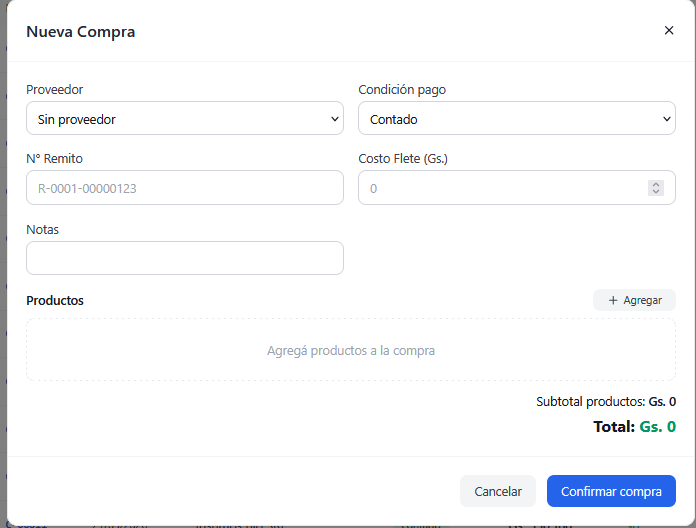 Nueva Compra
Proveedor
Condición pago
Sin proveedor
Contado
N° Remito
Costo Flete (Gs.)
R-0001-00000123
0
Notas
Productos
+ Agregar
Agregá productos a la compra
Subtotal productos: Gs. 0
Total: Gs. 0
Cancelar
Confirmar compra